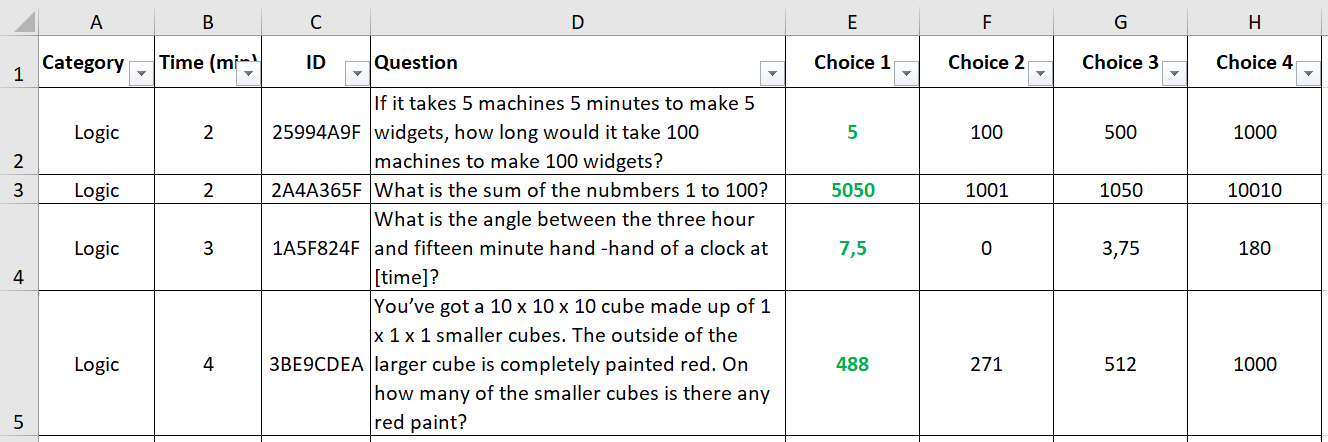 A B C D E F G H
1 Category Time (min) ID Question Choice 1 Choice 2 Choice 3 Choice 4
If it takes 5 machines 5 minutes to make 5
Logic 2 25994A9F widgets, how long would it take 100 5 100 500 1000
2 machines to make 100 widgets?
3 Logic 2 2A4A365F What is the sum of the nubmbers 1 to 100? 5050 1001 1050 10010
What is the angle between the three hour
Logic 3 1A5F824F and fifteen minute hand -hand of a clock at 7,5 0 3,75 180
4 [time]?
You’ve got a 10 x 10 x 10 cube made up of 1
x 1 x 1 smaller cubes. The outside of the
Logic 4 3BE9CDEA larger cube is completely painted red. On 488 271 512 1000
how many of the smaller cubes is there any
5 red paint?